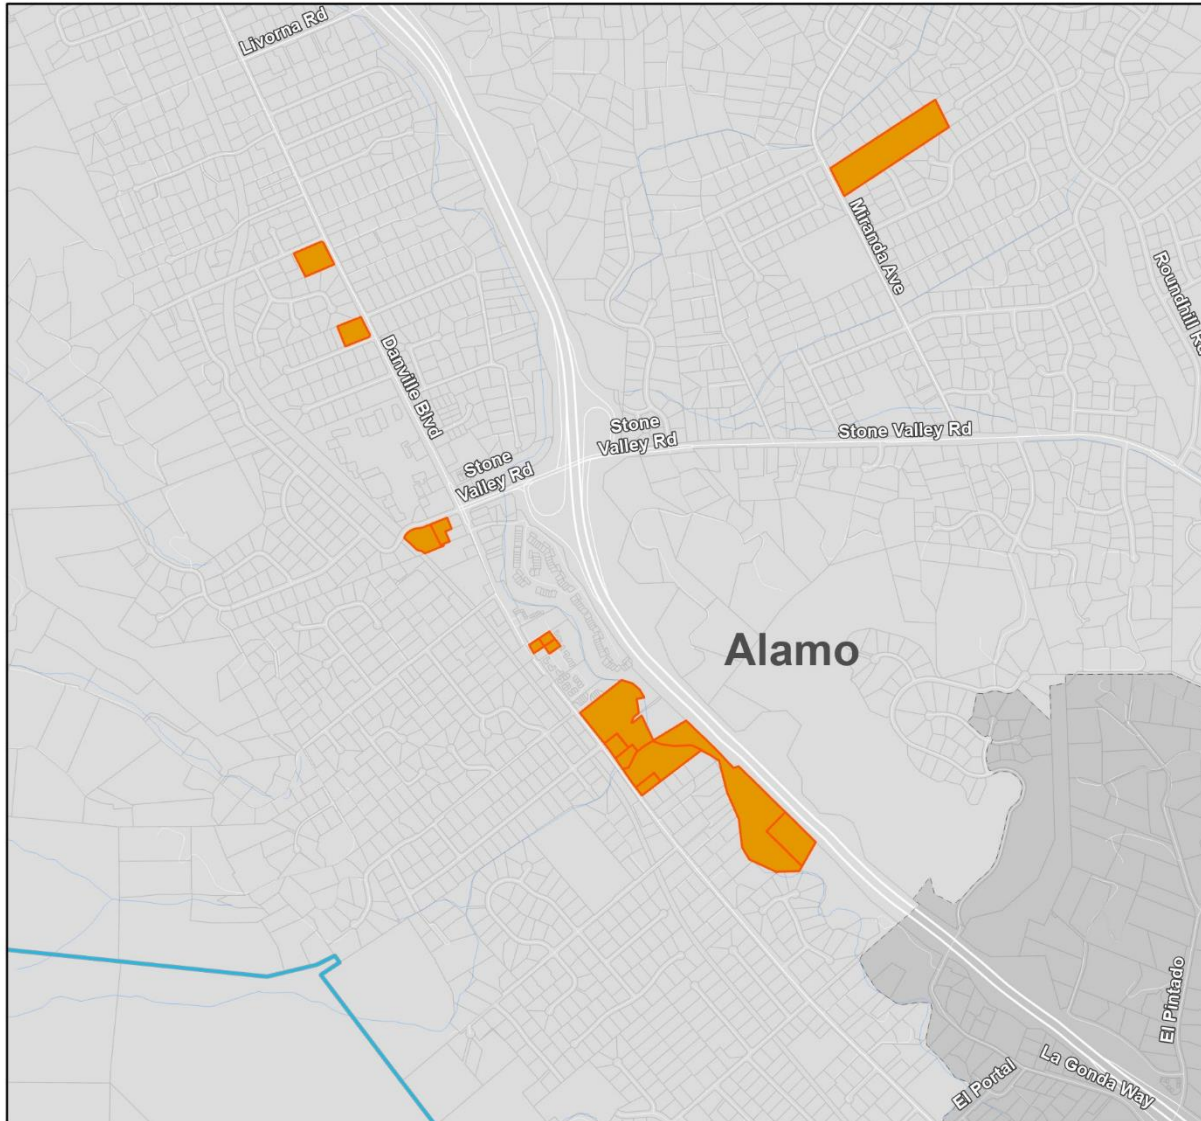 Livorna Rd
Miranda Ave
Roundhill Rd
Danville Blvd
Stone
Valley Rd
Stone Valley Rd
Stone
Valley Rd
Alamo
El Pintado
La Gonda Way
El Portal